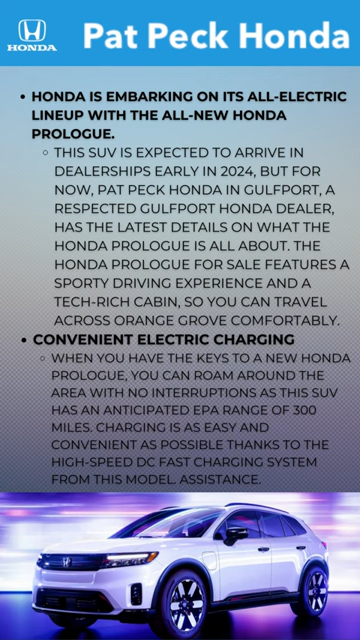 HONDA
Pat Peck Honda
• HONDA IS EMBARKING ON ITS ALL-ELECTRIC
LINEUP WITH THE ALL-NEW HONDA
PROLOGUE.
◦ THIS SUV IS EXPECTED TO ARRIVE IN
DEALERSHIPS EARLY IN 2024, BUT FOR
NOW, PAT PECK HONDA IN GULFPORT, A
RESPECTED GULFPORT HONDA DEALER,
HAS THE LATEST DETAILS ON WHAT THE
HONDA PROLOGUE IS ALL ABOUT. THE
HONDA PROLOGUE FOR SALE FEATURES A
SPORTY DRIVING EXPERIENCE AND A
TECH-RICH CABIN, SO YOU CAN TRAVEL
ACROSS ORANGE GROVE COMFORTABLY.
• CONVENIENT ELECTRIC CHARGING
◦ WHEN YOU HAVE THE KEYS TO A NEW HONDA
PROLOGUE, YOU CAN ROAM AROUND THE
AREA WITH NO INTERRUPTIONS AS THIS SUV
HAS AN ANTICIPATED EPA RANGE OF 300
MILES. CHARGING IS AS EASY AND
CONVENIENT AS POSSIBLE THANKS TO THE
HIGH-SPEED DC FAST CHARGING SYSTEM
FROM THIS MODEL. ASSISTANCE.